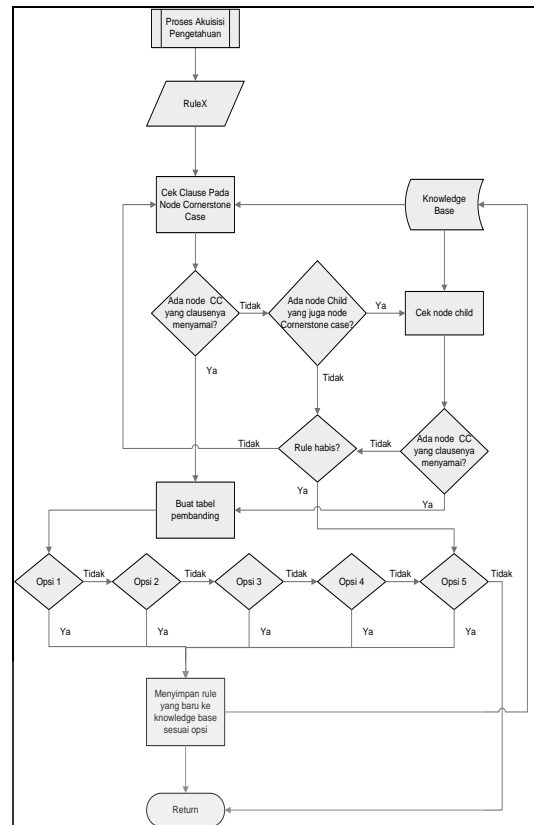 Proses Akuisisi
Pengetahuan
RuleX
Cek Clause Pada
Node Cornerstone
Case
Knowledge
Base
Ada node CC
yang clausenya
menyamai?
Tidak
Ada node Child
yang juga node
Cornerstone case?
Ya
Cek node child
Ya
Tidak
Tidak
Rule habis?
Tidak
Ada node CC
yang clausenya
menyamai?
Ya
Ya
Buat tabel
pembanding
Opsi 1
Tidak
Opsi 2
Tidak
Opsi 3
Tidak
Opsi 4
Tidak
Opsi 5
Tidak
Ya
Ya
Ya
Ya
Ya
Menyimpan rule
yang baru ke
knowledge base
sesuai opsi
Return